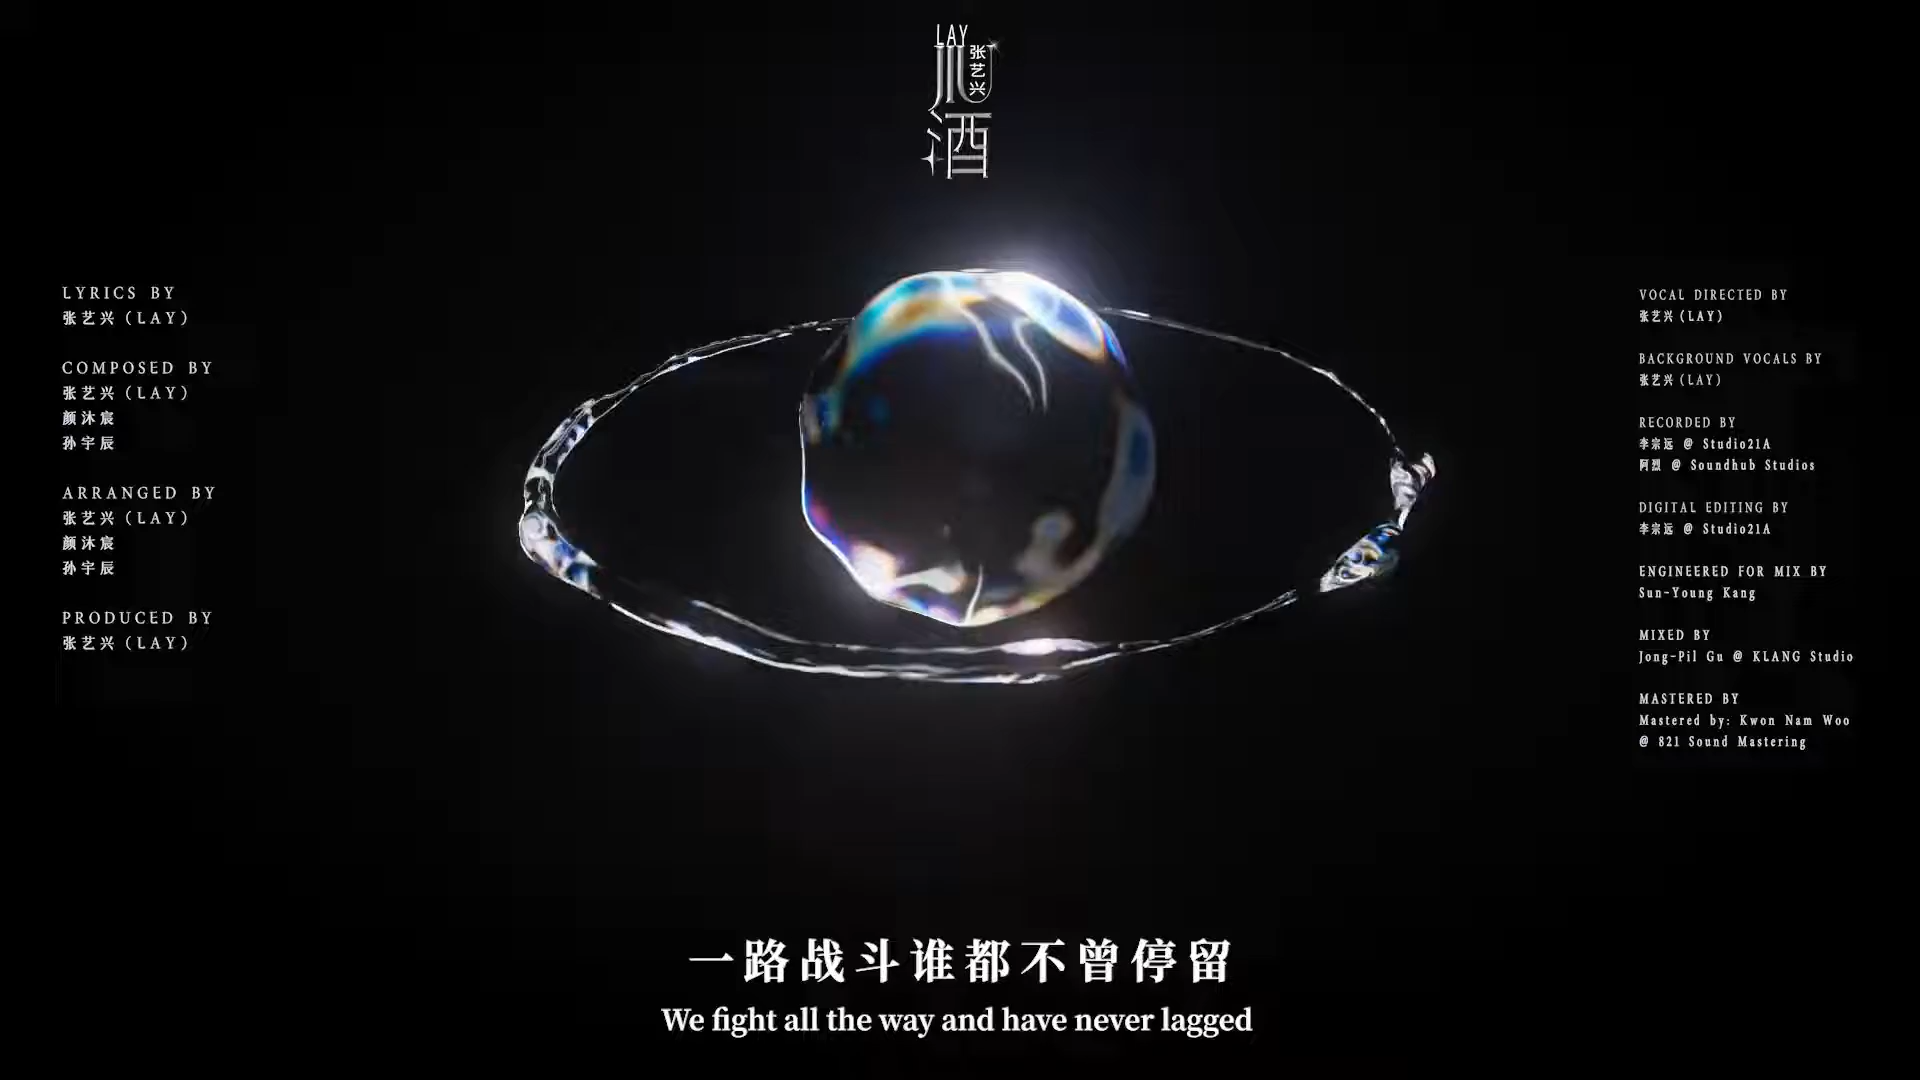 LAY
张艺兴
酒
LYRICS BY
张艺兴（LAY）
COMPOSED BY
张艺兴（LAY）
颜沐宸
孙宇辰
ARRANGED BY
张艺兴（LAY）
颜沐宸
孙宇辰
PRODUCED BY
张艺兴（LAY）
VOCAL DIRECTED BY
张艺兴（LAY）
BACKGROUND VOCALS BY
张艺兴（LAY）
RECORDED BY
李宗远 @ Studio21A
阿烈 @ Soundhub Studios
DIGITAL EDITING BY
李宗远 @ Studio21A
ENGINEERED FOR MIX BY
Sun-Young Kang
MIXED BY
Jong-Pil Gu @ KLANG Studio
MASTERED BY
Mastered by: Kwon Nam Woo
@ 821 Sound Mastering
一路战斗谁都不曾停留
We fight all the way and have never lagged